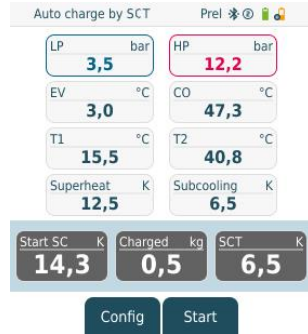 Auto charge by SCT Prel
LP bar HP bar
3,5 12,2
EV °C CO °C
3,0 47,3
T1 °C T2 °C
15,5 40,8
Superheat K Subcooling K
12,5 6,5
Start SC K Charged kg SCT K
14,3 0,5 6,5
Config Start